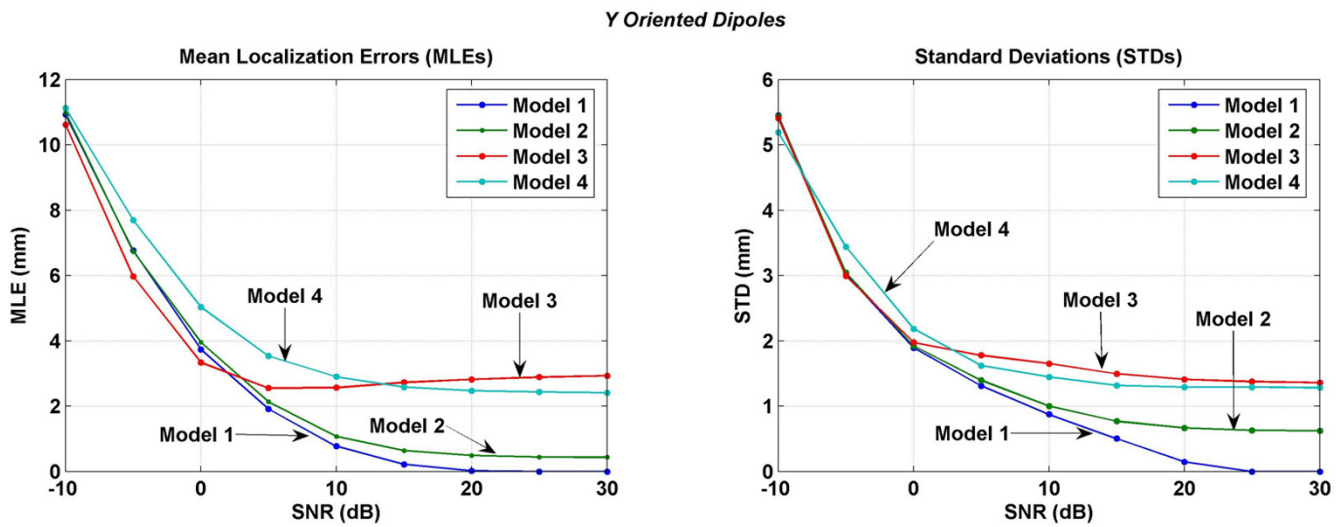 Y Oriented Dipoles
Mean Localization Errors (MLEs)
12
10
8
6
4
2
0
MLE (mm)
-10
0
10
20
30
SNR (dB)
Model 1
Model 2
Model 3
Model 4
Model 4
Model 3
Model 1
Model 2
Standard Deviations (STDs)
6
5
4
3
2
1
0
STD (mm)
-10
0
10
20
30
SNR (dB)
Model 1
Model 2
Model 3
Model 4
Model 4
Model 3
Model 2
Model 1